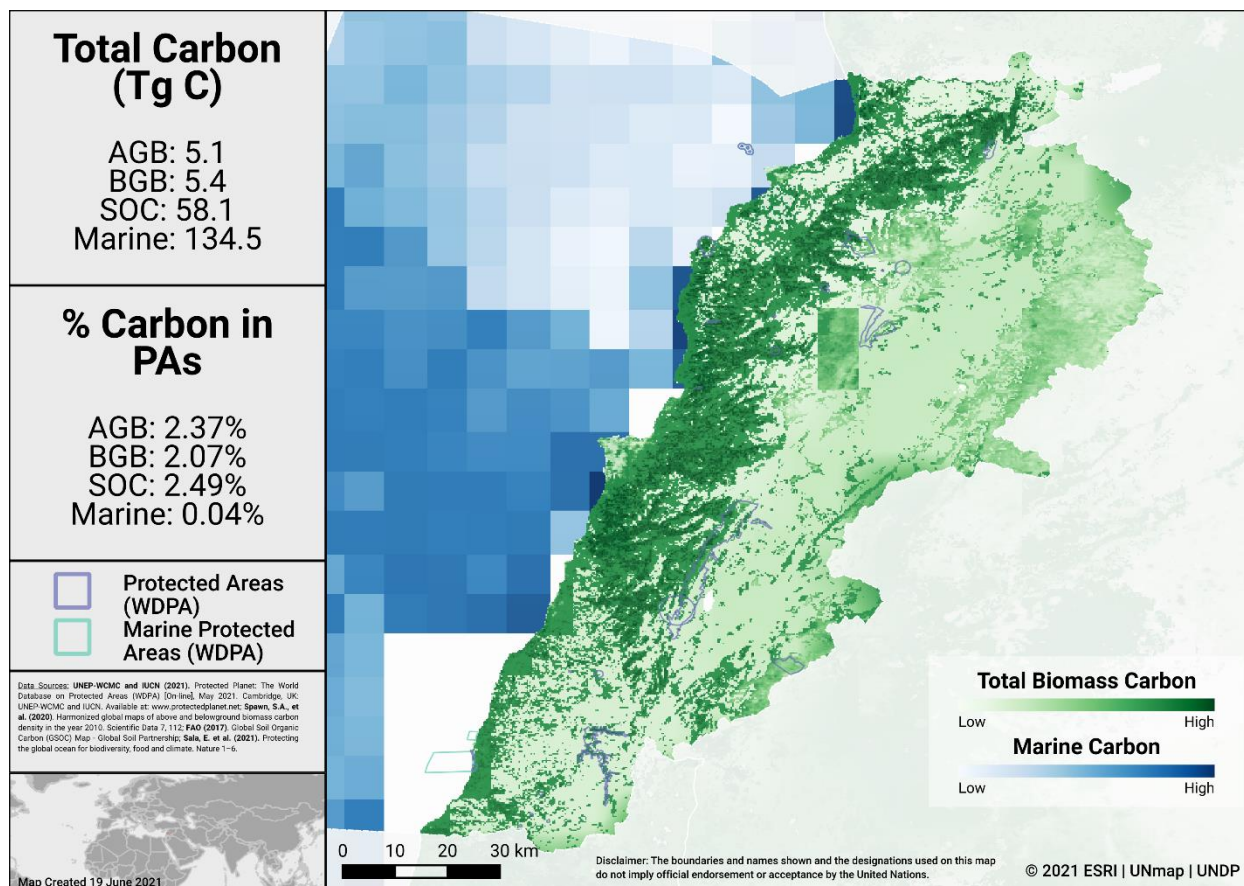 Total Carbon
(Tg C)
AGB: 5.1
BGB: 5.4
SOC: 58.1
Marine: 134.5
% Carbon in
PAs
AGB: 2.37%
BGB: 2.07%
SOC: 2.49%
Marine: 0.04%
Protected Areas
(WDPA)
Marine Protected
Areas (WDPA)
Data Sources: UNEP-WCMC and IUCN (2021), Protected Planet: The World
Database on Protected Areas (WDPA) [On-line], May 2021. Cambridge, UK:
UNEP-WCMC and IUCN. Available at: www.protectedplanet.net; Spawn, S.A., et
al. (2020). Harmonized global maps of above and belowground biomass carbon
density in the year 2010. Scientific Data 7, 112; FAO (2017). Global Soil Organic
Carbon (GSOC) Map - Global Soil Partnership; Sala, E. et al. (2021). Protecting
the global ocean for biodiversity, food and climate. Nature 1–6.
Map Created 19 June 2021
0 10 20 30 km
Disclaimer: The boundaries and names shown and the designations used on this map
do not imply official endorsement or acceptance by the United Nations.
Total Biomass Carbon
Low High
Marine Carbon
Low High
© 2021 ESRI | UNmap | UNDP